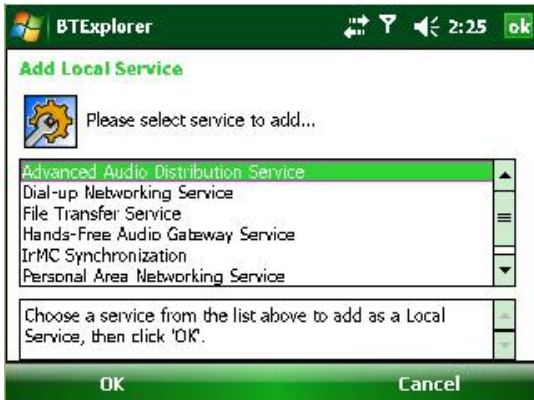 BTExplorer 2:25 ok
Add Local Service
Please select service to add...
Advanced Audio Distribution Service
Dial-up Networking Service
File Transfer Service
Hands-Free Audio Gateway Service
IrMC Synchronization
Personal Area Networking Service
Choose a service from the list above to add as a Local
Service, then click 'OK'.
OK Cancel